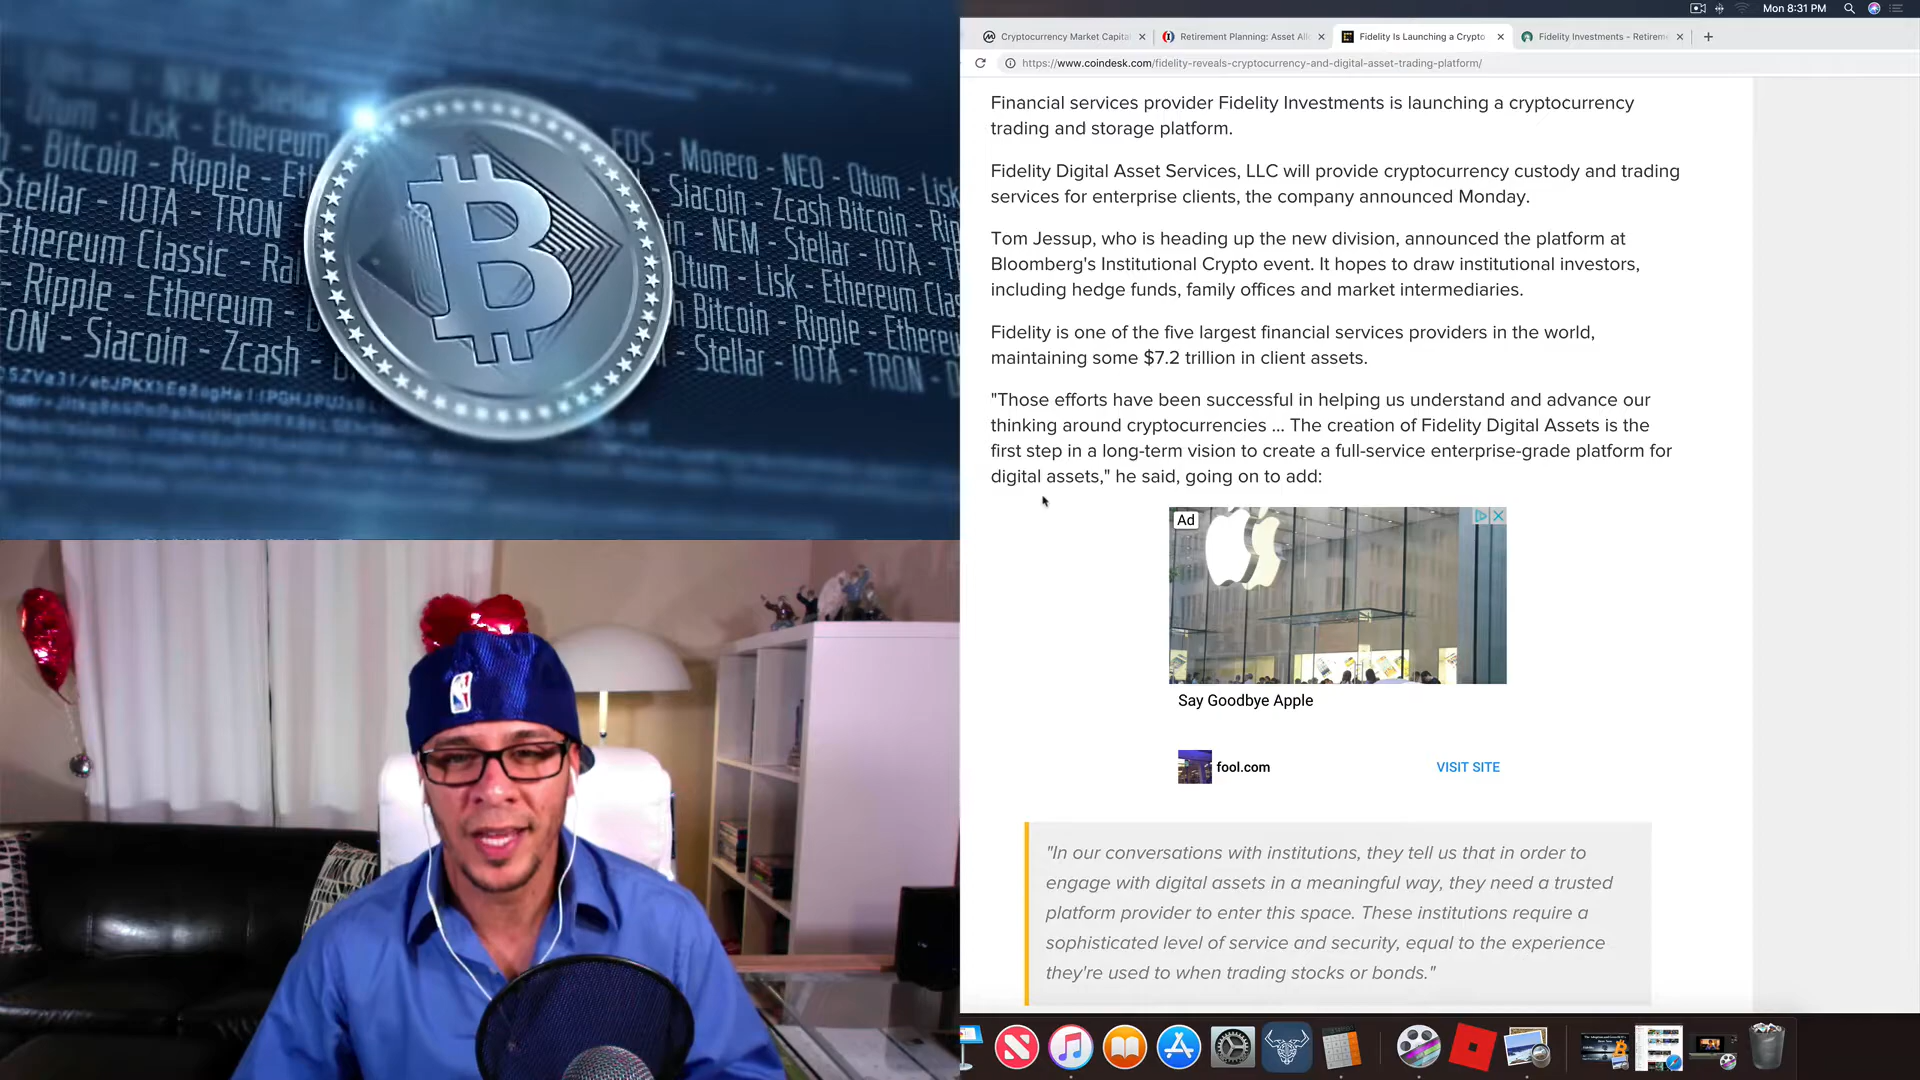 Mon 8:31 PM
Cryptocurrency Market Capital
Retirement Planning: Asset All
Fidelity Is Launching a Crypto
Fidelity Investments - Retirem
https://www.coindesk.com/fidelity-reveals-cryptocurrency-and-digital-asset-trading-platform/
Qtum - Lisk - Ethereum
EOS - Monero - NEO - Qtum - Lisk
- Bitcoin - Ripple - Et
- Siacoin - Zcash Bitcoin - Rip
Stellar - IOTA - TRON
- NEM - Stellar - IOTA - T
Ethereum Classic - Ra
Qtum - Lisk - Ethereum Clas
- Ripple - Ethereum -
Bitcoin - Ripple - Ethereu
ON - Siacoin - Zcash -
- Stellar - IOTA - TRON -
B
Financial services provider Fidelity Investments is launching a cryptocurrency
trading and storage platform.
Fidelity Digital Asset Services, LLC will provide cryptocurrency custody and trading
services for enterprise clients, the company announced Monday.
Tom Jessup, who is heading up the new division, announced the platform at
Bloomberg's Institutional Crypto event. It hopes to draw institutional investors,
including hedge funds, family offices and market intermediaries.
Fidelity is one of the five largest financial services providers in the world,
maintaining some $7.2 trillion in client assets.
"Those efforts have been successful in helping us understand and advance our
thinking around cryptocurrencies ... The creation of Fidelity Digital Assets is the
first step in a long-term vision to create a full-service enterprise-grade platform for
digital assets," he said, going on to add:
Ad
Say Goodbye Apple
fool.com
VISIT SITE
"In our conversations with institutions, they tell us that in order to
engage with digital assets in a meaningful way, they need a trusted
platform provider to enter this space. These institutions require a
sophisticated level of service and security, equal to the experience
they're used to when trading stocks or bonds."